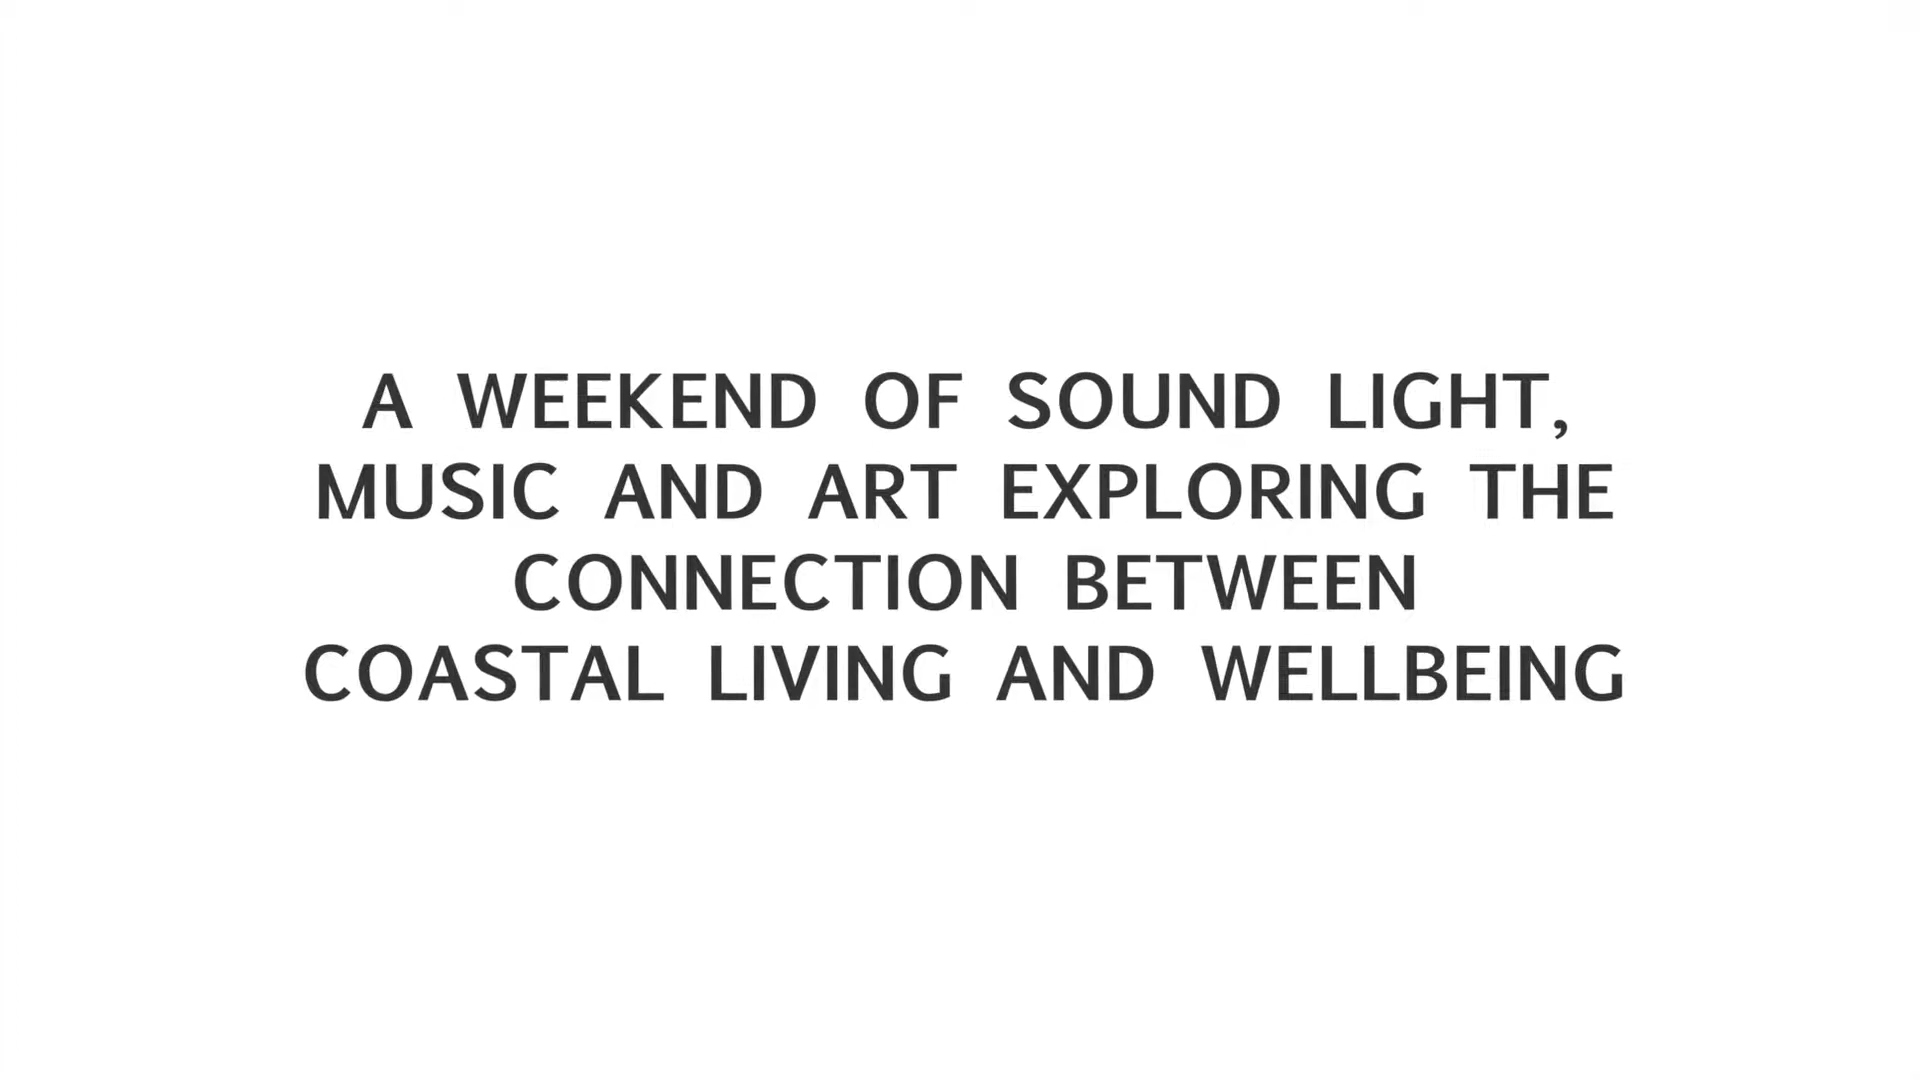 A WEEKEND OF SOUND LIGHT,
MUSIC AND ART EXPLORING THE
CONNECTION BETWEEN
COASTAL LIVING AND WELLBEING